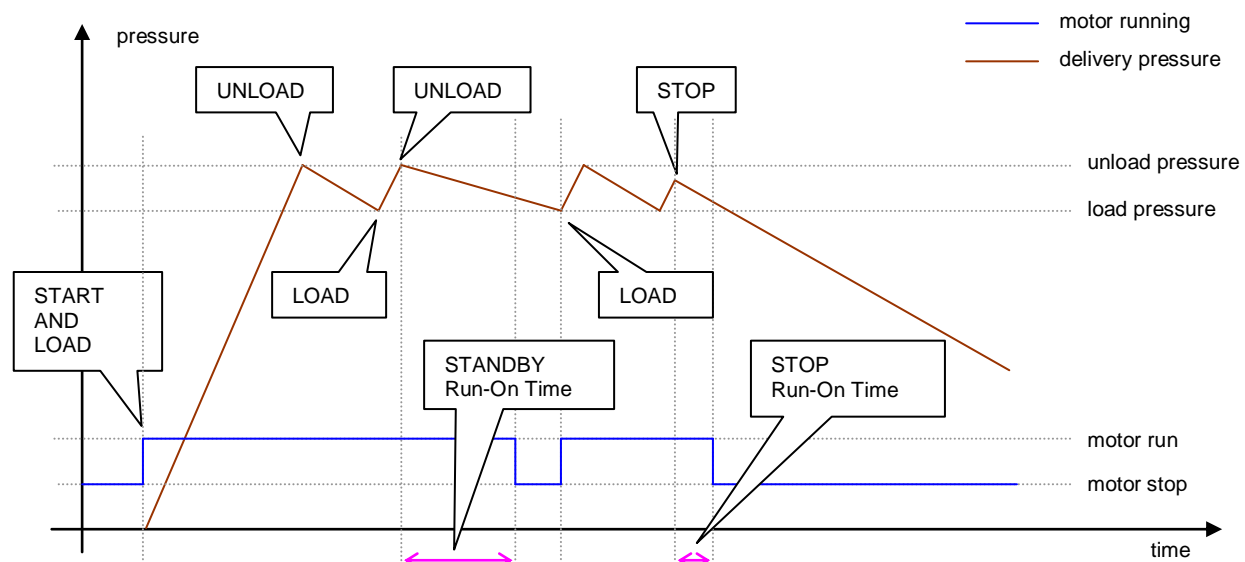 motor running
pressure
delivery pressure
UNLOAD
UNLOAD
STOP
unload pressure
load pressure
START
AND
LOAD
LOAD
LOAD
STANDBY
Run-On Time
STOP
Run-On Time
motor run
motor stop
time